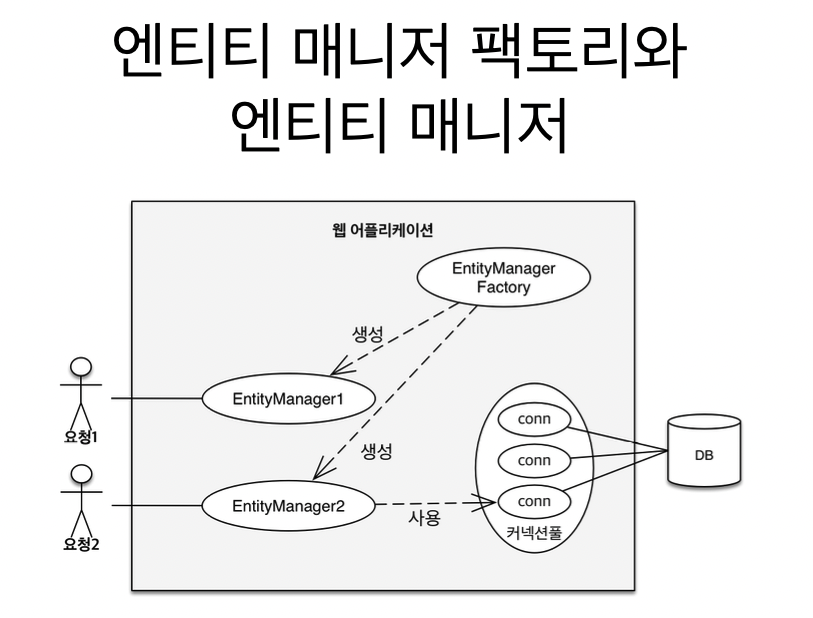 엔티티 매니저 팩토리와
엔티티 매니저
웹 어플리케이션
EntityManager
Factory
생성
EntityManager1
요청1
conn
생성
conn
DB
EntityManager2
conn
사용
커넥션풀
요청2